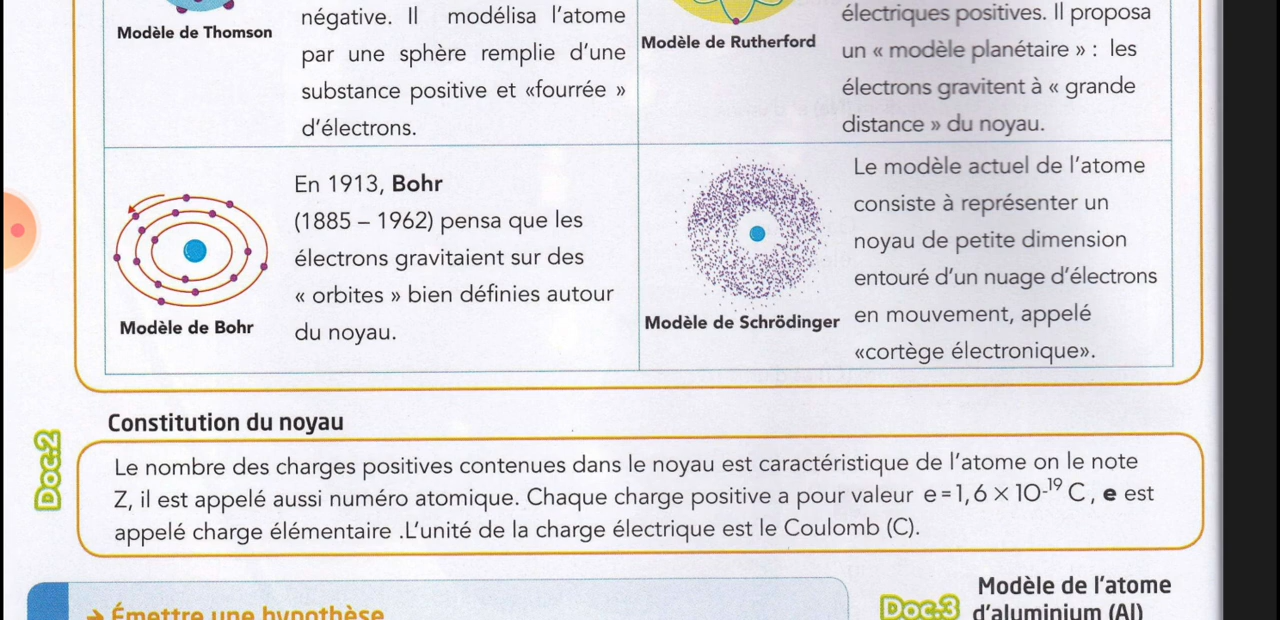 Modèle de Thomson
négative. Il modélisa l'atome
par une sphère remplie d'une
substance positive et «fourrée »
d'électrons.
Modèle de Rutherford
électriques positives. Il proposa
un « modèle planétaire » : les
électrons gravitent à « grande
distance » du noyau.
En 1913, Bohr
(1885 – 1962) pensa que les
électrons gravitaient sur des
« orbites » bien définies autour
du noyau.
Modèle de Bohr
Le modèle actuel de l'atome
consiste à représenter un
noyau de petite dimension
entouré d'un nuage d'électrons
en mouvement, appelé
«cortège électronique».
Modèle de Schrödinger
Doc.2
Constitution du noyau
Le nombre des charges positives contenues dans le noyau est caractéristique de l'atome on le note
Z, il est appelé aussi numéro atomique. Chaque charge positive a pour valeur e=1,6 × 10⁻¹⁹ C, e est
appelé charge élémentaire .L'unité de la charge électrique est le Coulomb (C).
→ Émettre une hypothèse
Doc.3
Modèle de l'atome
d'aluminium (Al)